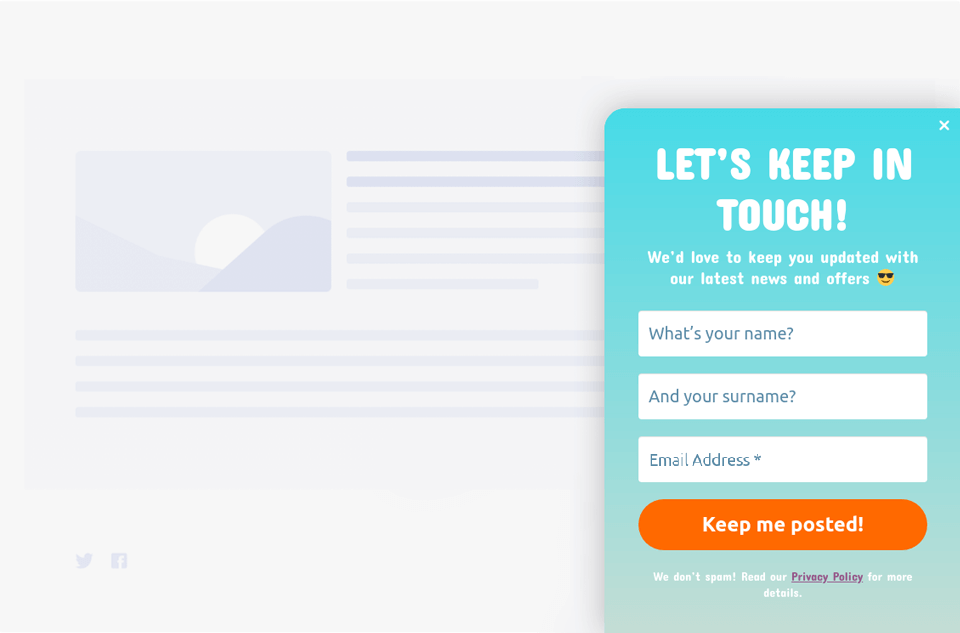 LET'S KEEP IN
TOUCH!
We'd love to keep you updated with
our latest news and offers 😎
What's your name?
And your surname?
Email Address *
Keep me posted!
We don't spam! Read our Privacy Policy for more
details.